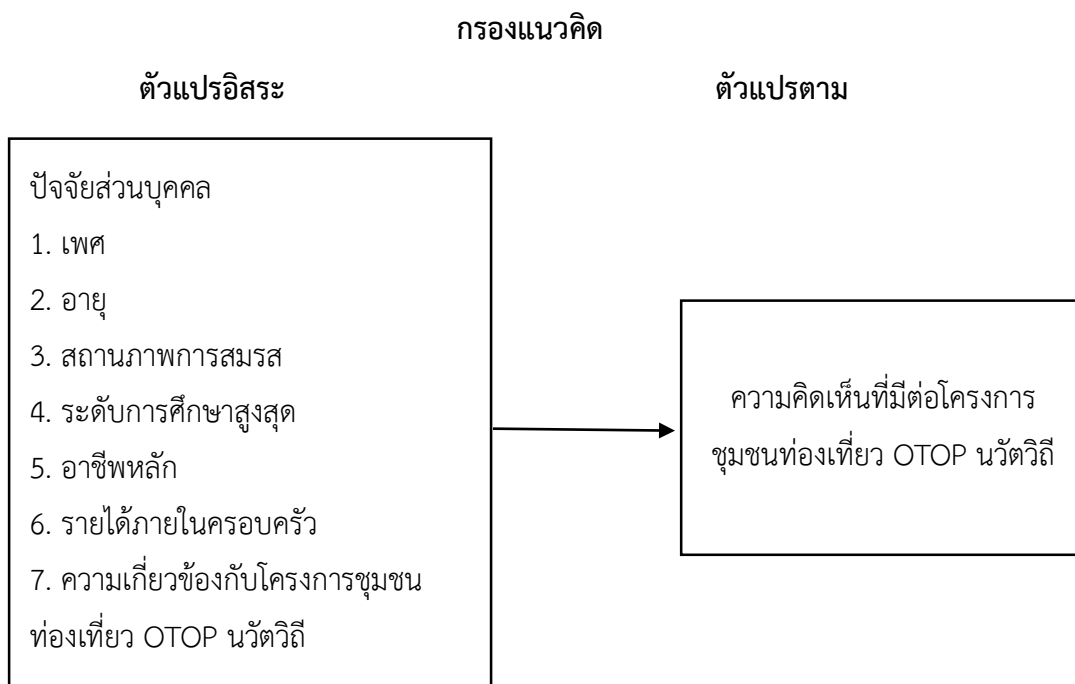 กรองแนวคิด
ตัวแปรอิสระ
ตัวแปรตาม
ปัจจัยส่วนบุคคล
1. เพศ
2. อายุ
3. สถานภาพการสมรส
4. ระดับการศึกษาสูงสุด
5. อาชีพหลัก
6. รายได้ภายในครอบครัว
7. ความเกี่ยวข้องกับโครงการชุมชน
ท่องเที่ยว OTOP นวัตวิถี
ความคิดเห็นที่มีต่อโครงการ
ชุมชนท่องเที่ยว OTOP นวัตวิถี